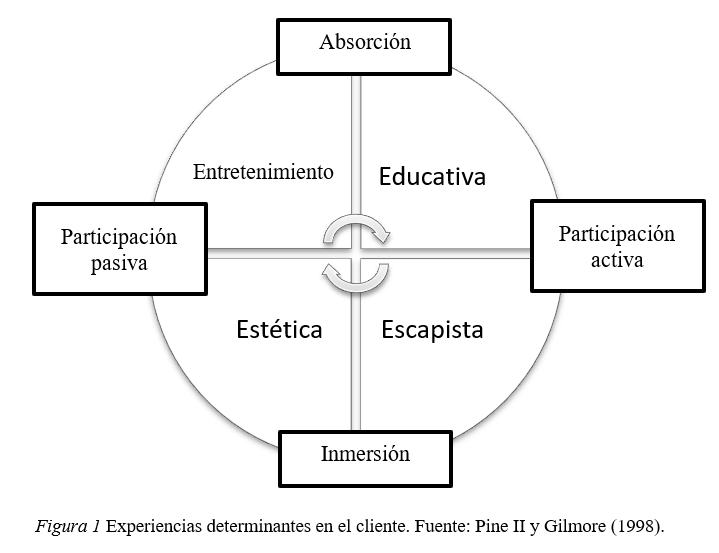 Absorción
Entretenimiento
Educativa
Participación
pasiva
Participación
activa
Estética
Escapista
Inmersión
Figura 1 Experiencias determinantes en el cliente. Fuente: Pine II y Gilmore (1998).